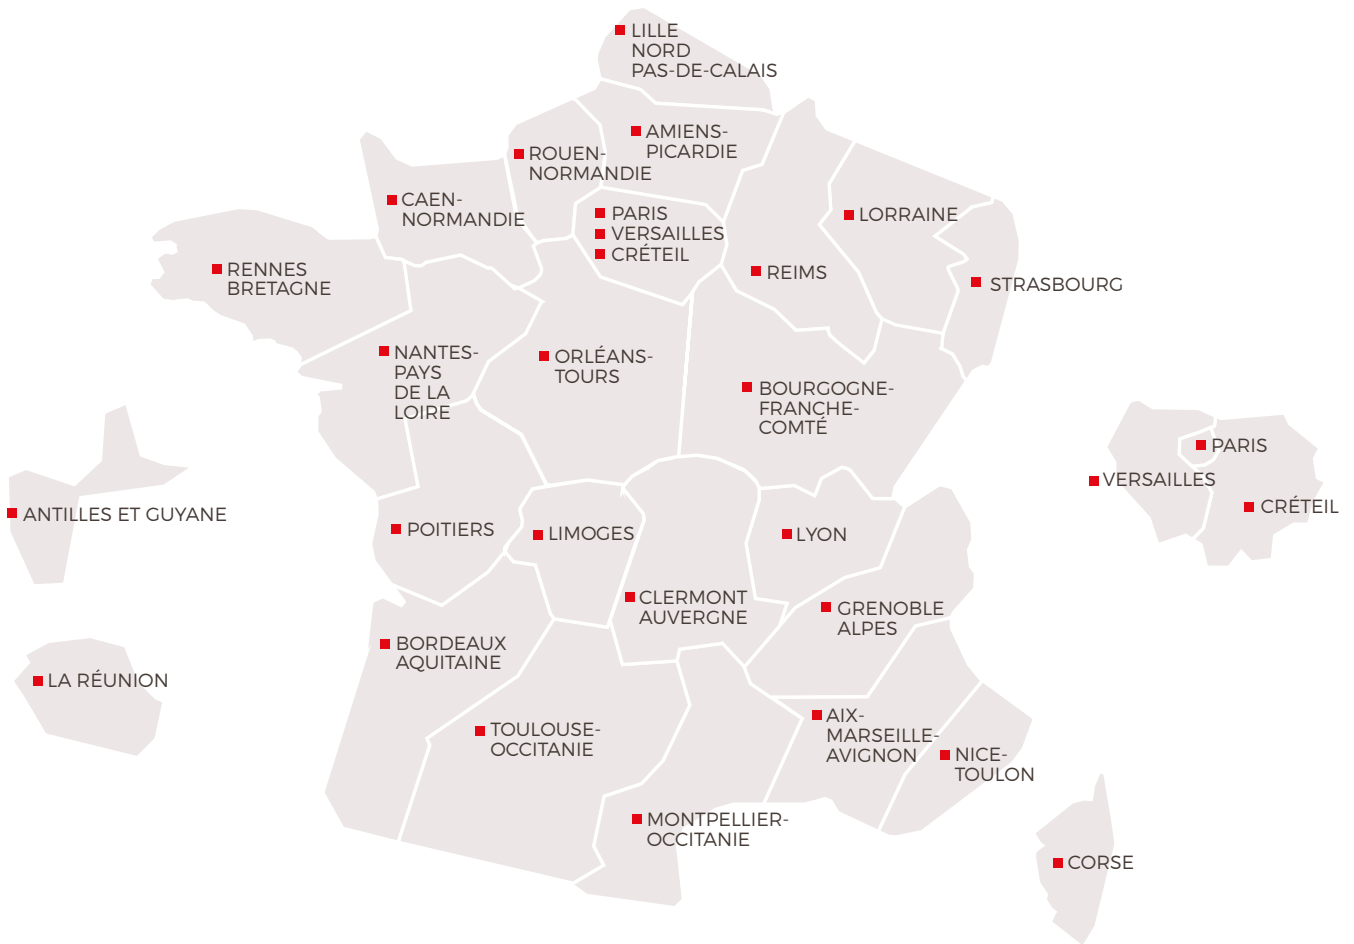 LILLE
NORD
PAS-DE-CALAIS
AMIENS-
PICARDIE
ROUEN-
NORMANDIE
CAEN-
NORMANDIE
PARIS
VERSAILLES
CRÉTEIL
LORRAINE
REIMS
STRASBOURG
RENNES
BRETAGNE
NANTES-
PAYS
DE LA
LOIRE
ORLÉANS-
TOURS
BOURGOGNE-
FRANCHE-
COMTÉ
PARIS
VERSAILLES
CRÉTEIL
ANTILLES ET GUYANE
POITIERS
LIMOGES
LYON
CLERMONT
AUVERGNE
GRENOBLE
ALPES
BORDEAUX
AQUITAINE
LA RÉUNION
TOULOUSE-
OCCITANIE
AIX-
MARSEILLE-
AVIGNON
NICE-
TOULON
MONTPELLIER-
OCCITANIE
CORSE